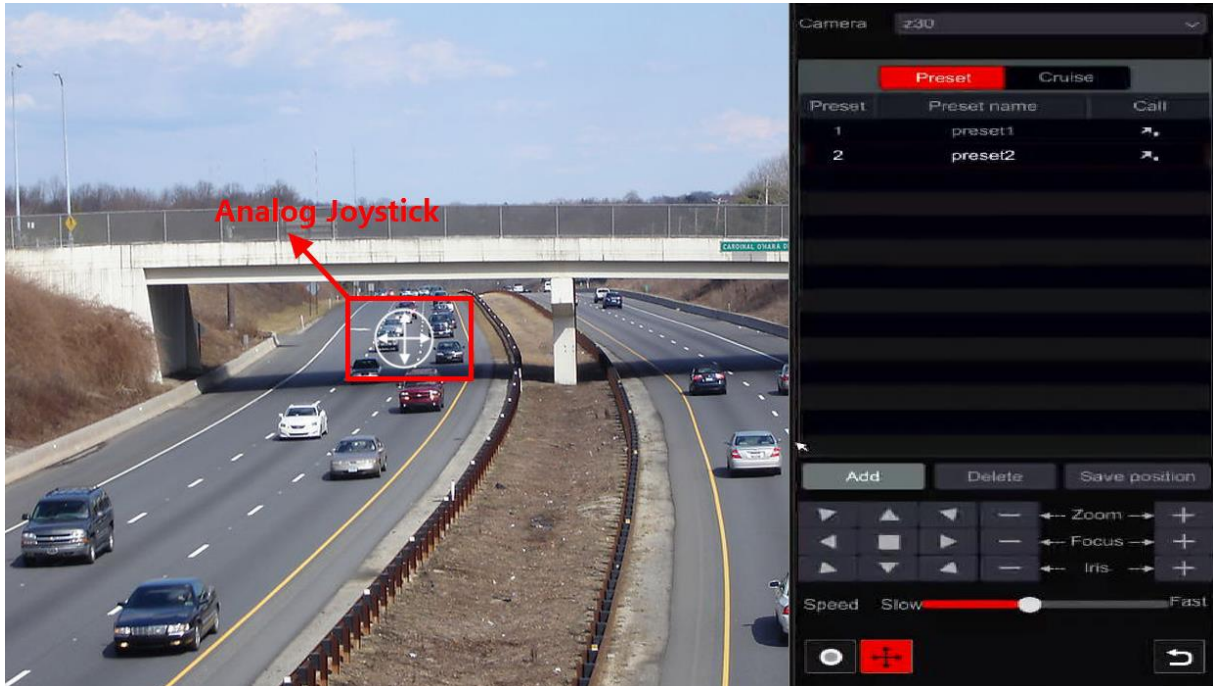 Camera z30
Preset Cruise
Preset Preset name Call
1 preset1
2 preset2
Analog Joystick
CARDINAL O'HARA D
Add Delete Save position
Zoom
Focus
Iris
Speed Slow Fast